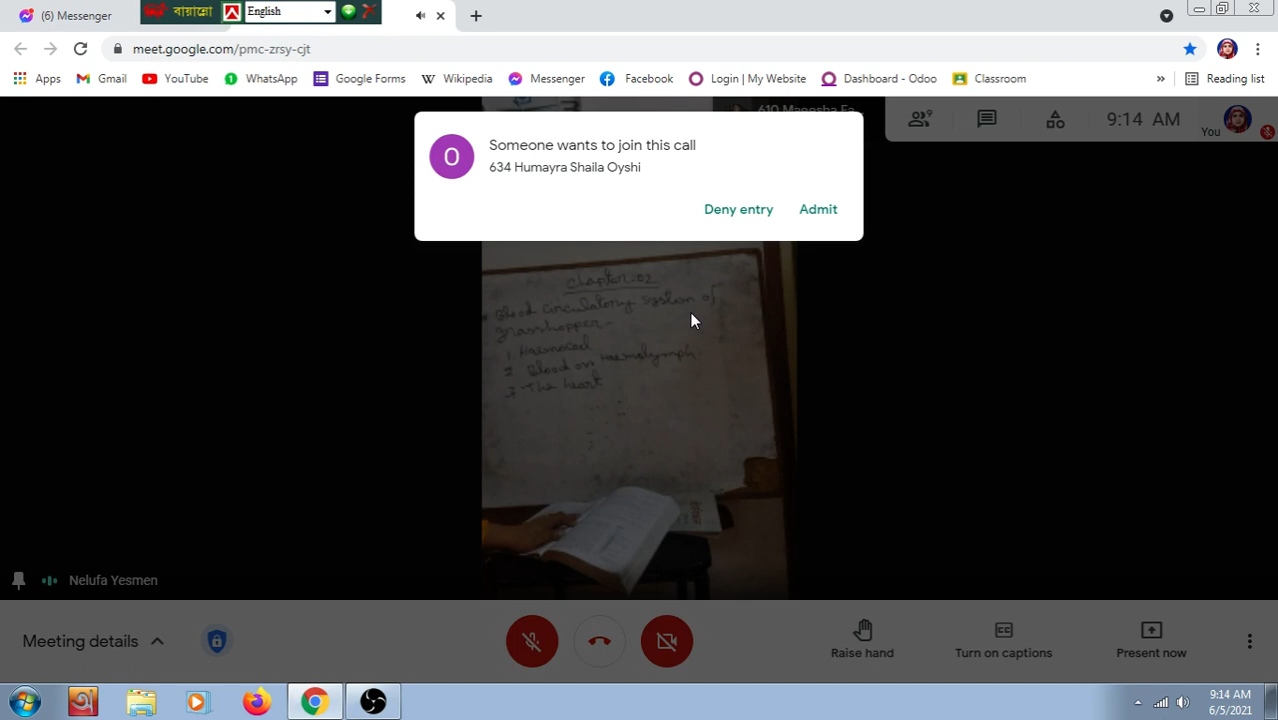 (6) Messenger
বায়ান্নো
English
meet.google.com/pmc-zrsy-cjt
Apps
Gmail
YouTube
WhatsApp
Google Forms
Wikipedia
Messenger
Facebook
Login | My Website
Dashboard - Odoo
Classroom
»
Reading list
610 Maeesha Fa...
9
9:14 AM
You
O
Someone wants to join this call
634 Humayra Shaila Oyshi
Deny entry
Admit
Chapter-02
Blood circulatory system of
grasshopper-
1. Haemocoel
2. Blood or Haemolymph.
3. The heart
Nelufa Yesmen
Meeting details
Raise hand
Turn on captions
Present now
9:14 AM
6/5/2021